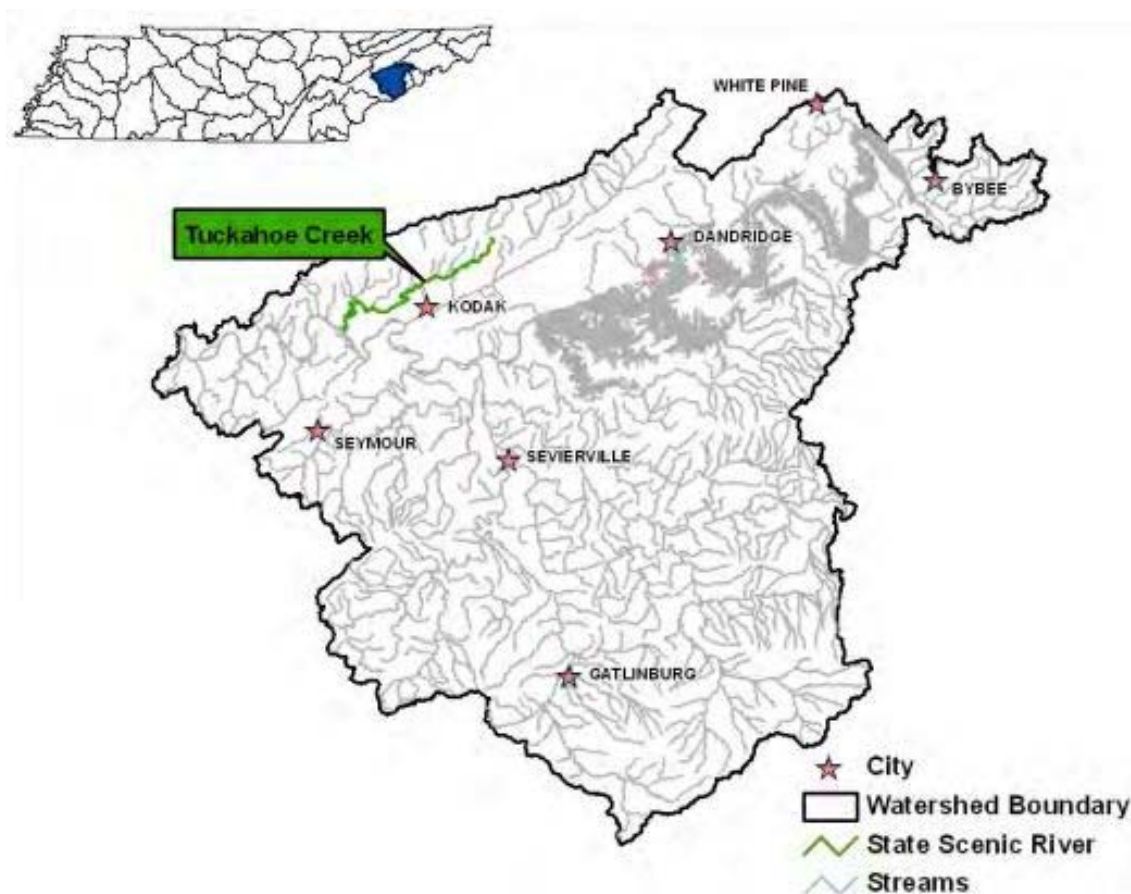 WHITE PINE
BYBEE
Tuckahoe Creek
DANDRIDGE
KODAK
SEYMOUR
SEVIERVILLE
GATLINBURG
City
Watershed Boundary
State Scenic River
Streams